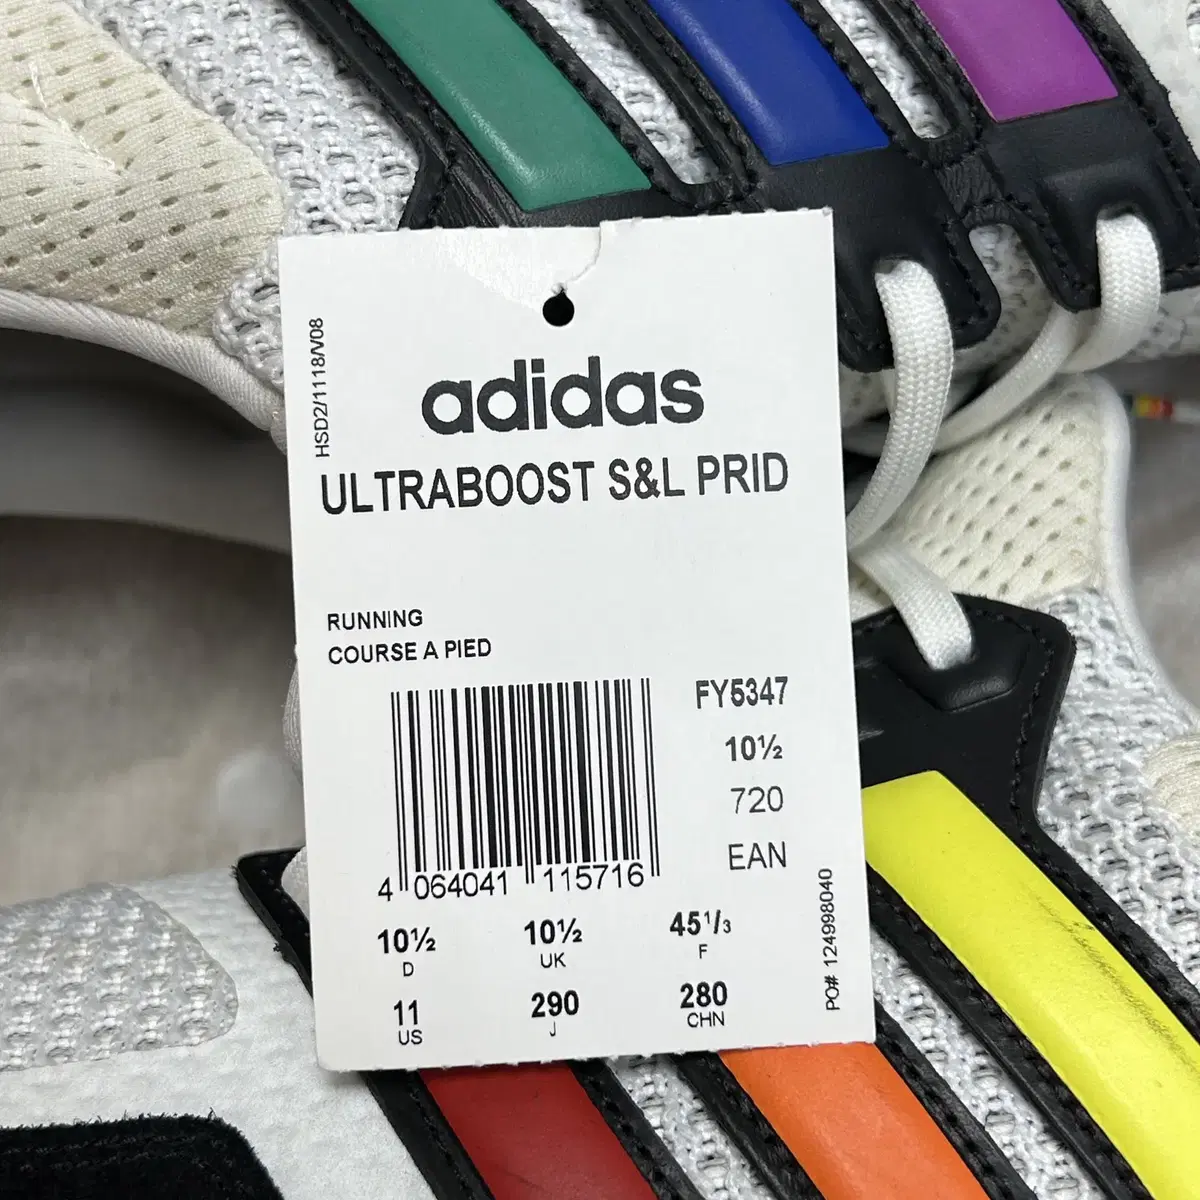 HSD2/1118/V08
adidas
ULTRABOOST S&L PRID
RUNNING
COURSE A PIED
FY5347
10½
720
EAN
4 064041 115716
10½ 10½ 45¹/₃
D UK F
11 290 280
US J CHN
PO# 124998040